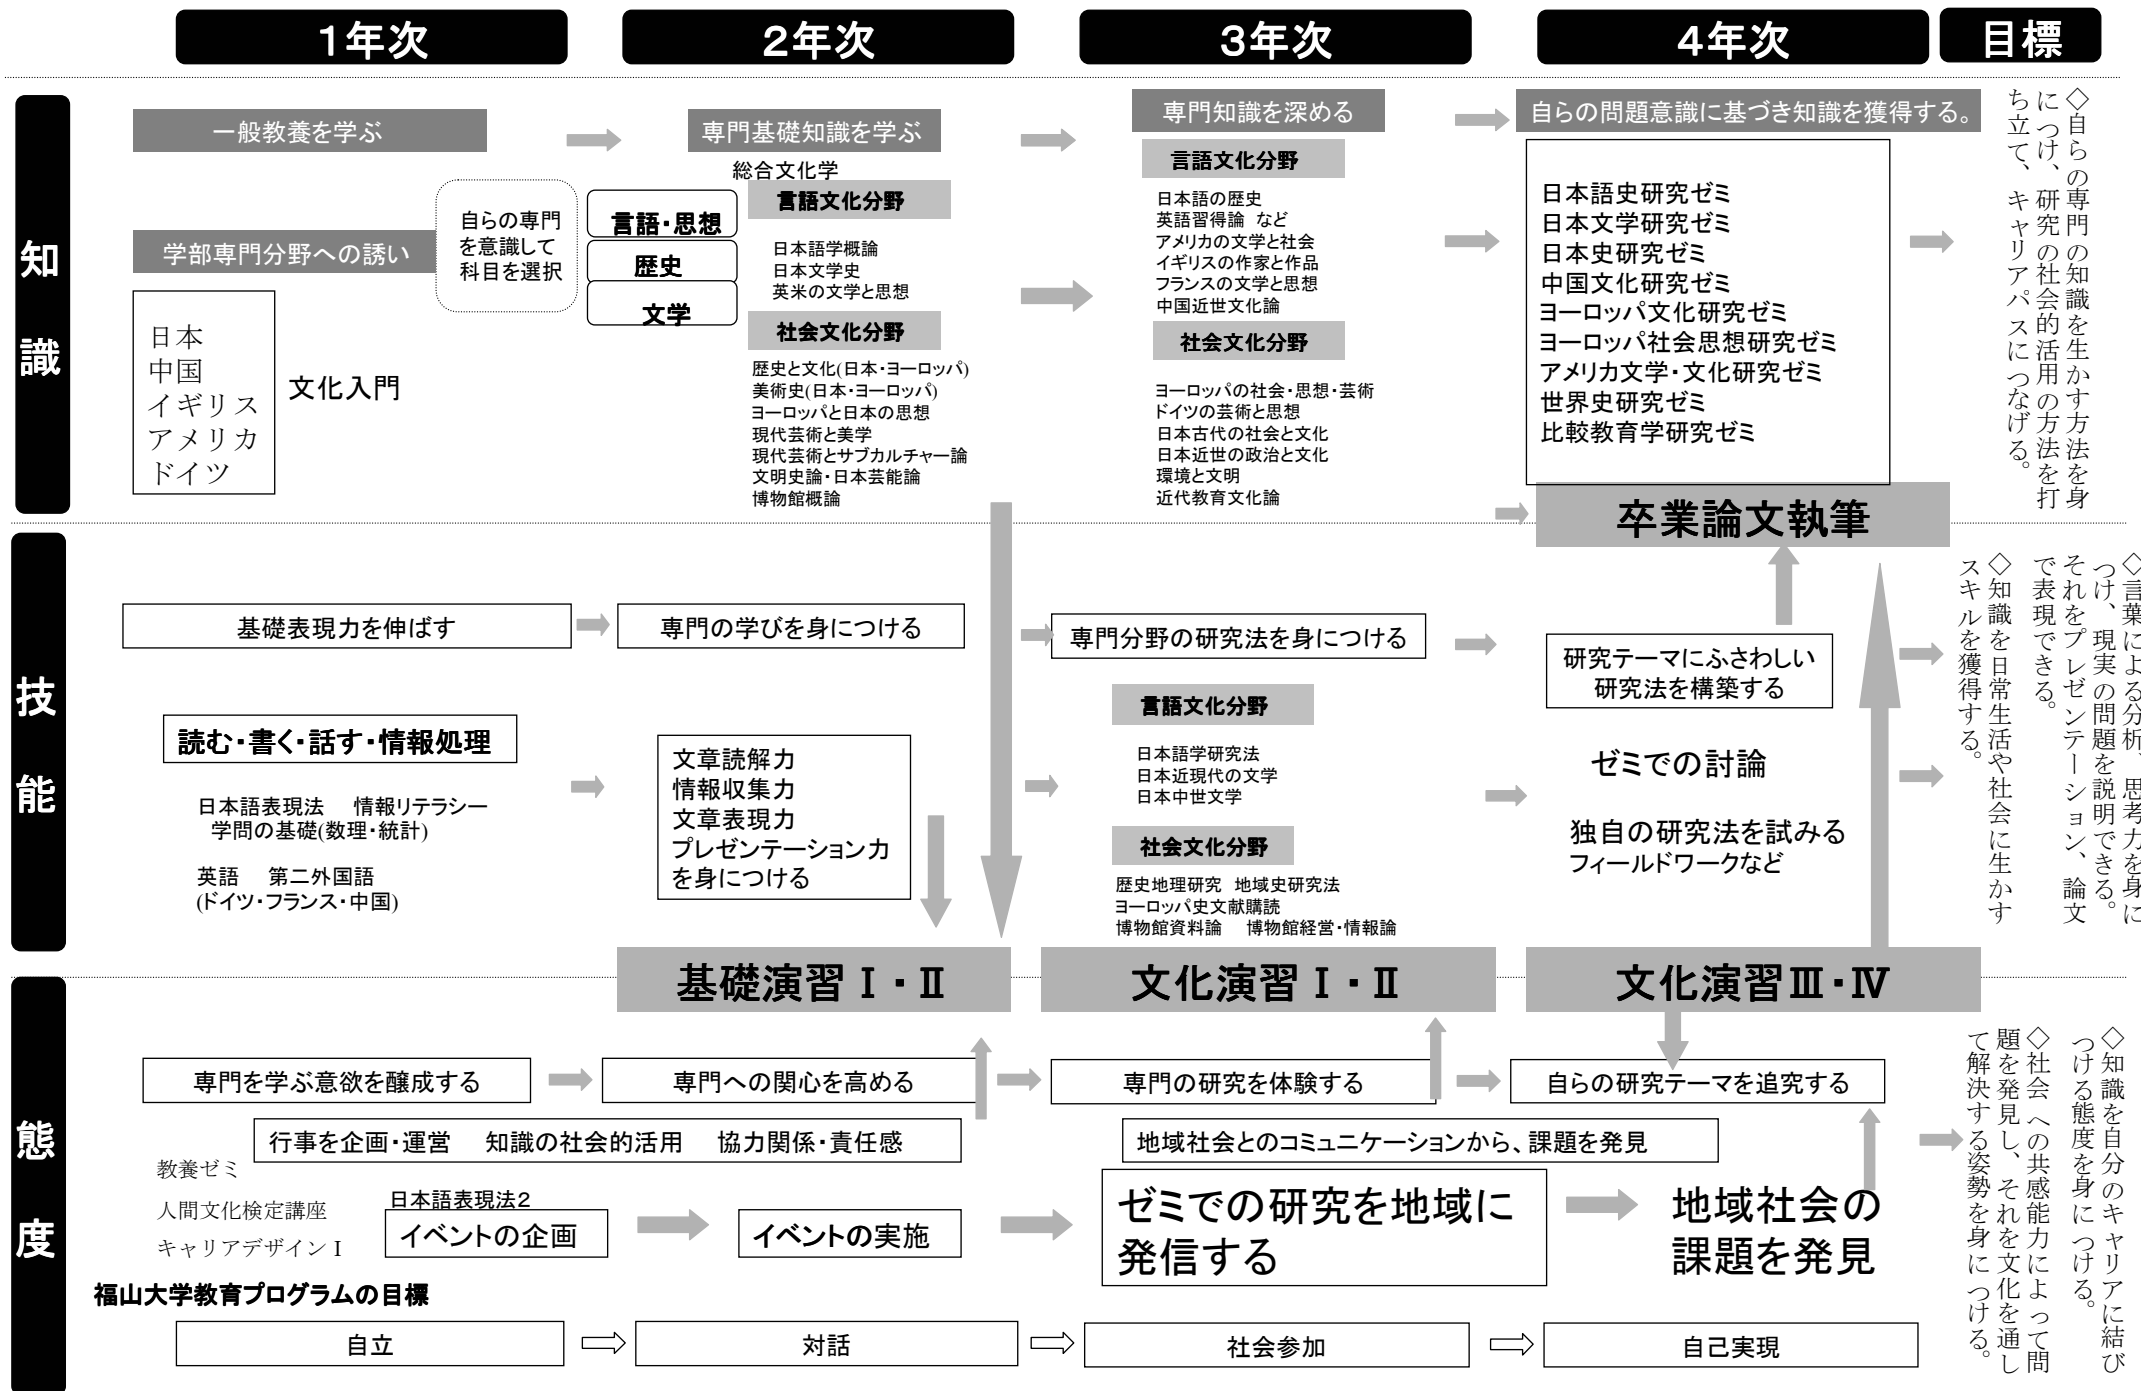 1年次
2年次
3年次
4年次
目標
知識
一般教養を学ぶ
専門基礎知識を学ぶ
専門知識を深める
自らの問題意識に基づき知識を獲得する。
学部専門分野への誘い
日本
中国
イギリス
アメリカ
ドイツ
文化入門
自らの専門
を意識して
科目を選択
言語・思想
歴史
文学
総合文化学
言語文化分野
日本語学概論
日本文学史
英米の文学と思想
社会文化分野
歴史と文化(日本・ヨーロッパ)
美術史(日本・ヨーロッパ)
ヨーロッパと日本の思想
現代芸術と美学
現代芸術とサブカルチャー論
文明史論・日本芸能論
博物館概論
言語文化分野
日本語の歴史
英語習得論 など
アメリカの文学と社会
イギリスの作家と作品
フランスの文学と思想
中国近世文化論
社会文化分野
ヨーロッパの社会・思想・芸術
ドイツの芸術と思想
日本古代の社会と文化
日本近世の政治と文化
環境と文明
近代教育文化論
日本語史研究ゼミ
日本文学研究ゼミ
日本史研究ゼミ
中国文化研究ゼミ
ヨーロッパ文化研究ゼミ
ヨーロッパ社会思想研究ゼミ
アメリカ文学・文化研究ゼミ
世界史研究ゼミ
比較教育学研究ゼミ
卒業論文執筆
◇自らの専門の知識を生かす方法を身
につけ、研究の社会的活用の方法を打
ち立て、キャリアパスにつなげる。
技能
基礎表現力を伸ばす
専門の学びを身につける
専門分野の研究法を身につける
研究テーマにふさわしい
研究法を構築する
読む・書く・話す・情報処理
日本語表現法 情報リテラシー
学問の基礎(数理・統計)
英語 第二外国語
(ドイツ・フランス・中国)
文章読解力
情報収集力
文章表現力
プレゼンテーション力
を身につける
言語文化分野
日本語学研究法
日本近現代の文学
日本中世文学
社会文化分野
歴史地理研究 地域史研究法
ヨーロッパ史文献購読
博物館資料論 博物館経営・情報論
ゼミでの討論
独自の研究法を試みる
フィールドワークなど
◇言葉による分析、思考力を身に
つけ、現実の問題を説明できる。
それをプレゼンテーション、論文
で表現できる。
◇知識を日常生活や社会に生かす
スキルを獲得する。
基礎演習Ⅰ・Ⅱ
文化演習Ⅰ・Ⅱ
文化演習Ⅲ・Ⅳ
態度
専門を学ぶ意欲を醸成する
専門への関心を高める
専門の研究を体験する
自らの研究テーマを追究する
行事を企画・運営 知識の社会的活用 協力関係・責任感
地域社会とのコミュニケーションから、課題を発見
教養ゼミ
人間文化検定講座
キャリアデザインⅠ
日本語表現法2
イベントの企画
イベントの実施
ゼミでの研究を地域に
発信する
地域社会の
課題を発見
◇知識を自分のキャリアに結び
つける態度を身につける。
◇社会への共感能力によって問
題を発見し、それを文化を通し
て解決する姿勢を身につける。
福山大学教育プログラムの目標
自立
対話
社会参加
自己実現